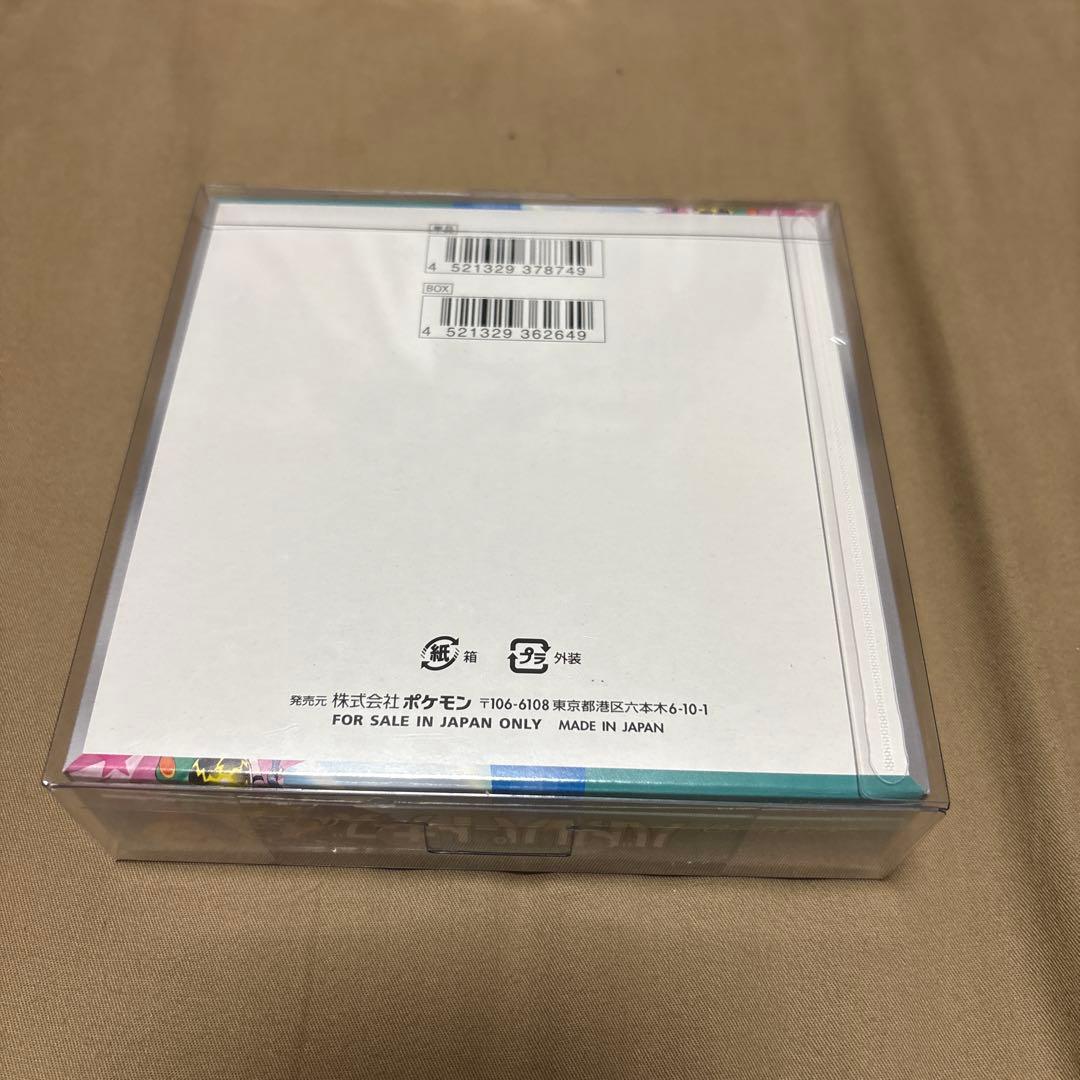 単品
4 521329 378749
BOX
4 521329 362649
紙 箱 プラ 外装
発売元 株式会社 ポケモン 〒106-6108 東京都港区六本木6-10-1
FOR SALE IN JAPAN ONLY MADE IN JAPAN